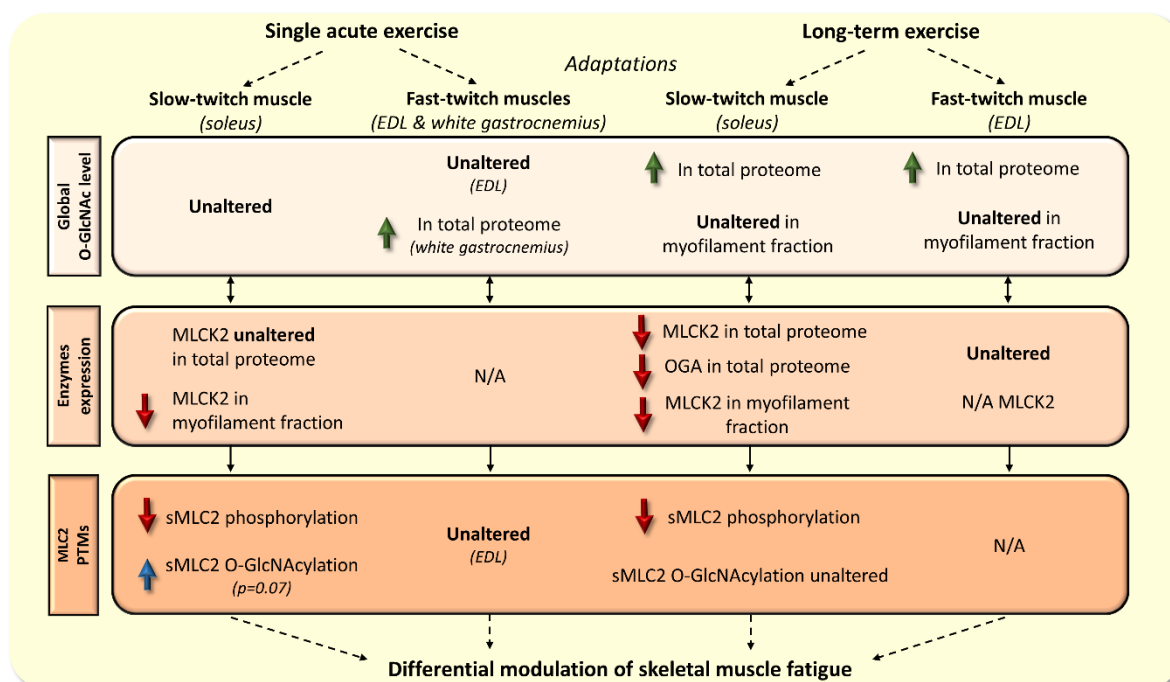 Single acute exercise
Long-term exercise
Adaptations
Slow-twitch muscle
(soleus)
Fast-twitch muscles
(EDL & white gastrocnemius)
Slow-twitch muscle
(soleus)
Fast-twitch muscle
(EDL)
Global
O-GlcNAc level
Unaltered
Unaltered
(EDL)
In total proteome
(white gastrocnemius)
In total proteome
Unaltered in
myofilament fraction
In total proteome
Unaltered in
myofilament fraction
Enzymes
expression
MLCK2 unaltered
in total proteome
MLCK2 in
myofilament fraction
N/A
MLCK2 in total proteome
OGA in total proteome
MLCK2 in myofilament
fraction
Unaltered
N/A MLCK2
MLC2
PTMs
sMLC2 phosphorylation
sMLC2 O-GlcNAcylation
(p=0.07)
Unaltered
(EDL)
sMLC2 phosphorylation
sMLC2 O-GlcNAcylation unaltered
N/A
Differential modulation of skeletal muscle fatigue